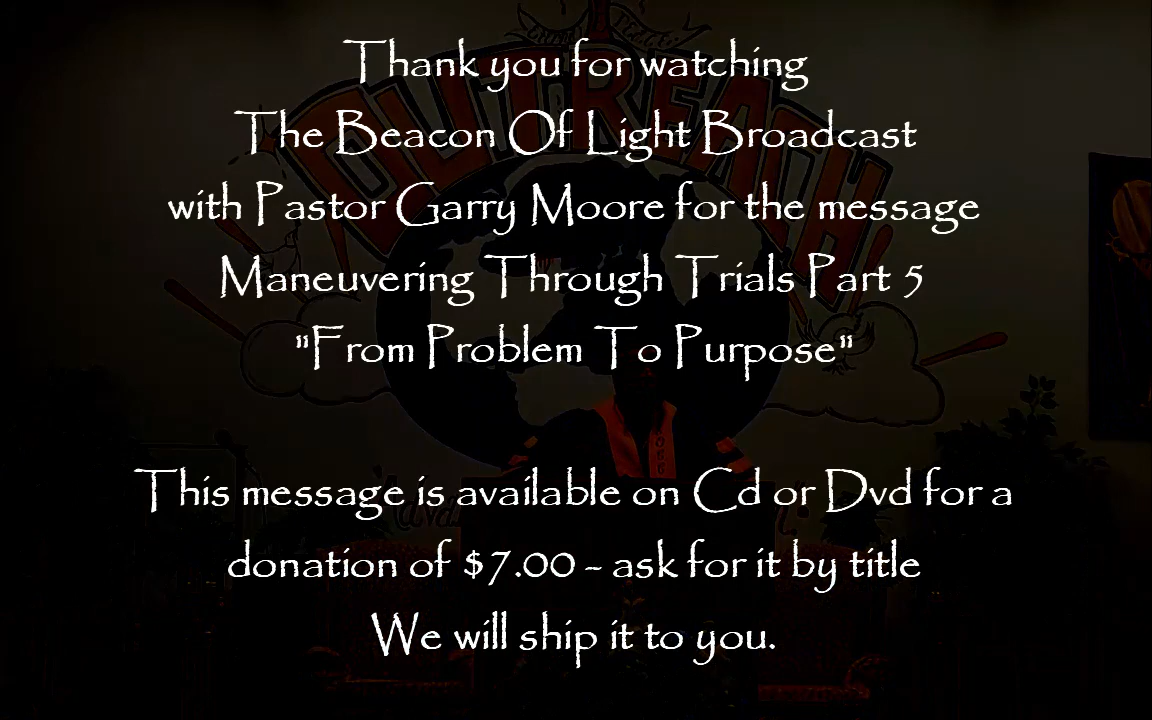 Thank you for watching
The Beacon Of Light Broadcast
with Pastor Garry Moore for the message
Maneuvering Through Trials Part 5
"From Problem To Purpose"
This message is available on Cd or Dvd for a
donation of $7.00 - ask for it by title
We will ship it to you.
OUTREACH!